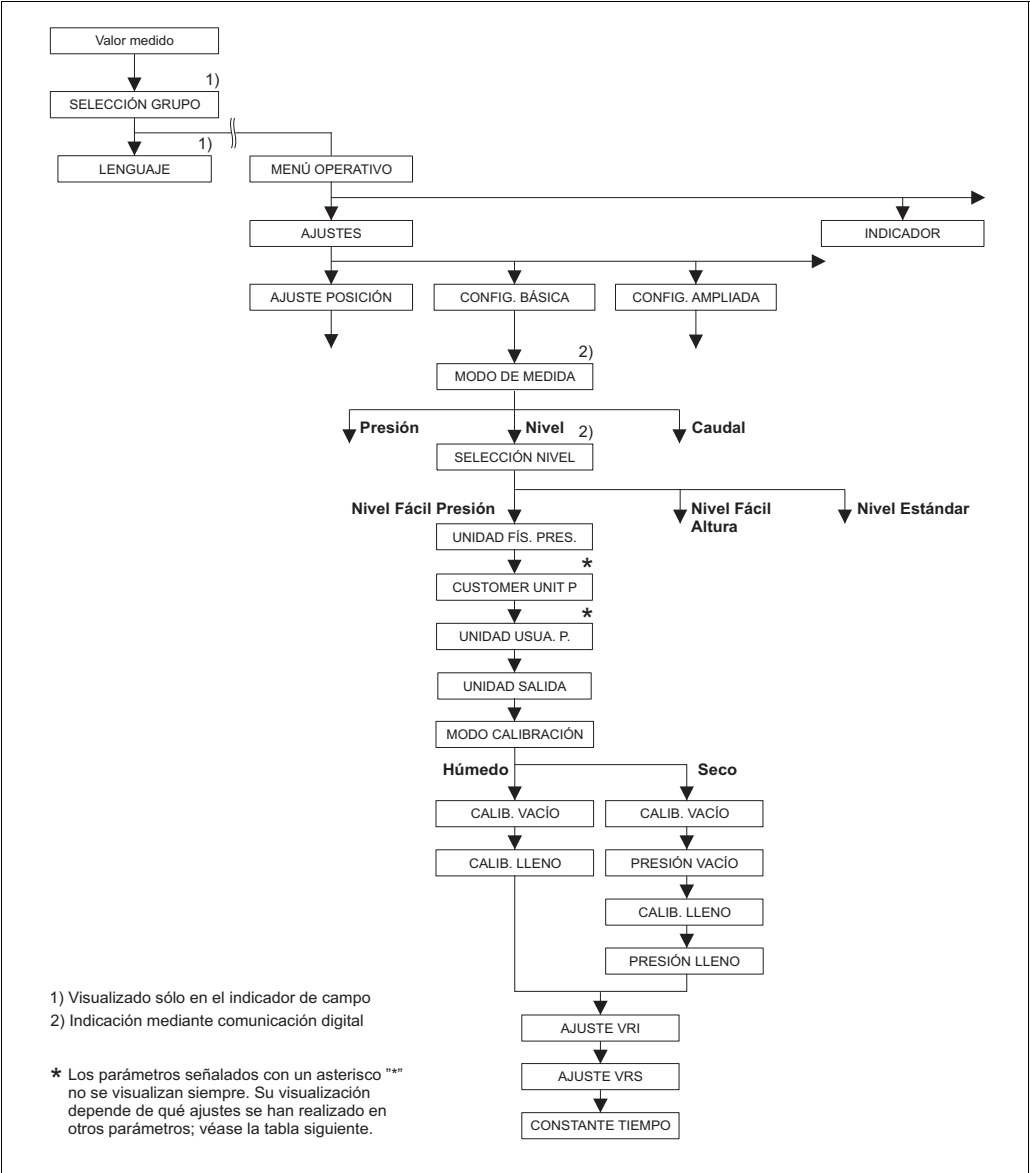 Valor medido
1)
SELECCIÓN GRUPO
1)
LENGUAJE
MENÚ OPERATIVO
AJUSTES
INDICADOR
AJUSTE POSICIÓN
CONFIG. BÁSICA
CONFIG. AMPLIADA
2)
MODO DE MEDIDA
Presión
Nivel
2)
Caudal
SELECCIÓN NIVEL
Nivel Fácil Presión
Nivel Fácil
Altura
Nivel Estándar
UNIDAD FÍS. PRES.
*
CUSTOMER UNIT P
*
UNIDAD USUA. P.
UNIDAD SALIDA
MODO CALIBRACIÓN
Húmedo
Seco
CALIB. VACÍO
CALIB. VACÍO
CALIB. LLENO
PRESIÓN VACÍO
CALIB. LLENO
PRESIÓN LLENO
1) Visualizado sólo en el indicador de campo
2) Indicación mediante comunicación digital
AJUSTE VRI
AJUSTE VRS
CONSTANTE TIEMPO
* Los parámetros señalados con un asterisco "*"
no se visualizan siempre. Su visualización
depende de qué ajustes se han realizado en
otros parámetros; véase la tabla siguiente.